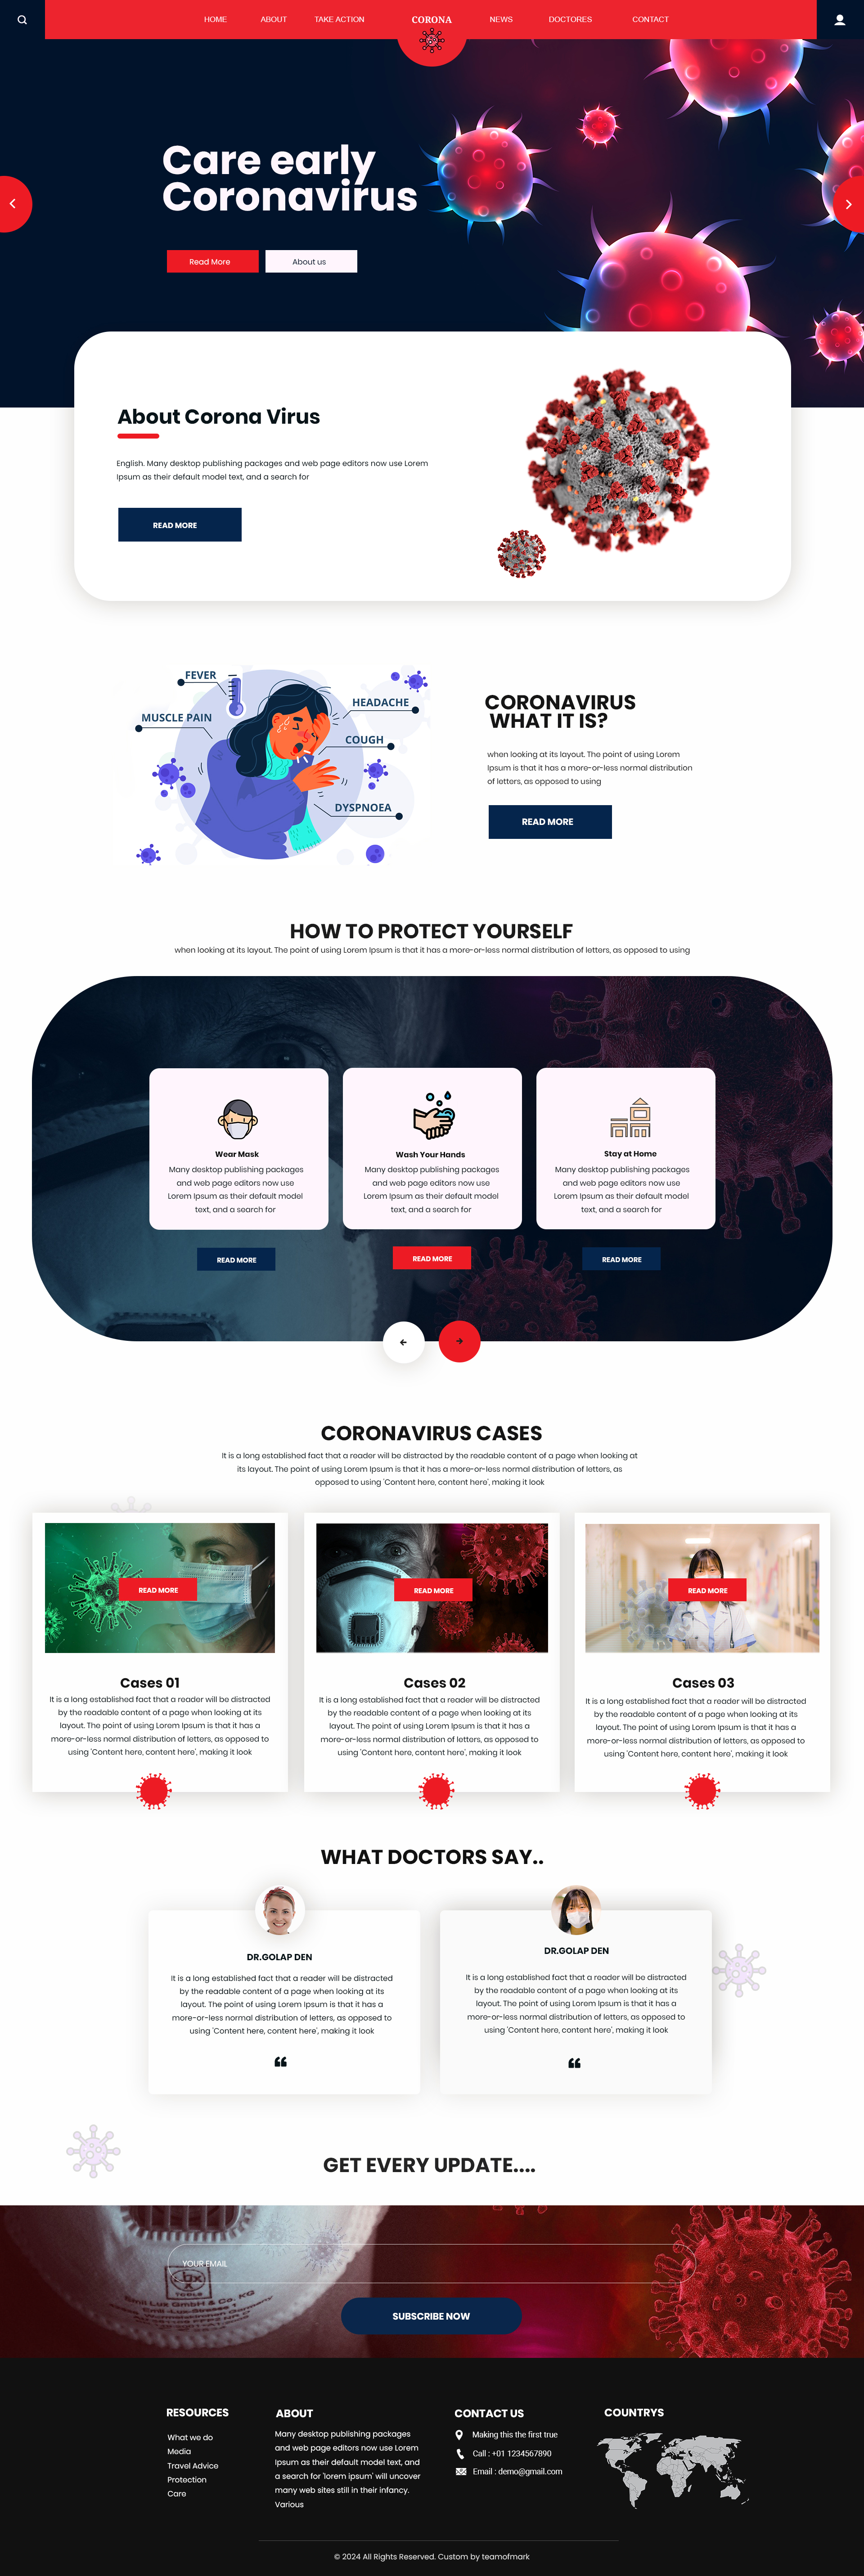 HOME ABOUT TAKE ACTION CORONA NEWS DOCTORES CONTACT
Care early
Coronavirus
Read More About us
About Corona Virus
English. Many desktop publishing packages and web page editors now use Lorem
Ipsum as their default model text, and a search for
READ MORE
FEVER
HEADACHE
MUSCLE PAIN
COUGH
DYSPNOEA
CORONAVIRUS
WHAT IT IS?
when looking at its layout. The point of using Lorem
Ipsum is that it has a more-or-less normal distribution
of letters, as opposed to using
READ MORE
HOW TO PROTECT YOURSELF
when looking at its layout. The point of using Lorem Ipsum is that it has a more-or-less normal distribution of letters, as opposed to using
Wear Mask
Many desktop publishing packages
and web page editors now use
Lorem Ipsum as their default model
text, and a search for
READ MORE
Wash Your Hands
Many desktop publishing packages
and web page editors now use
Lorem Ipsum as their default model
text, and a search for
READ MORE
Stay at Home
Many desktop publishing packages
and web page editors now use
Lorem Ipsum as their default model
text, and a search for
READ MORE
CORONAVIRUS CASES
It is a long established fact that a reader will be distracted by the readable content of a page when looking at
its layout. The point of using Lorem Ipsum is that it has a more-or-less normal distribution of letters, as
opposed to using 'Content here, content here', making it look
READ MORE
Cases 01
It is a long established fact that a reader will be distracted
by the readable content of a page when looking at its
layout. The point of using Lorem Ipsum is that it has a
more-or-less normal distribution of letters, as opposed to
using 'Content here, content here', making it look
READ MORE
Cases 02
It is a long established fact that a reader will be distracted
by the readable content of a page when looking at its
layout. The point of using Lorem Ipsum is that it has a
more-or-less normal distribution of letters, as opposed to
using 'Content here, content here', making it look
READ MORE
Cases 03
It is a long established fact that a reader will be distracted
by the readable content of a page when looking at its
layout. The point of using Lorem Ipsum is that it has a
more-or-less normal distribution of letters, as opposed to
using 'Content here, content here', making it look
WHAT DOCTORS SAY..
DR.GOLAP DEN
It is a long established fact that a reader will be distracted
by the readable content of a page when looking at its
layout. The point of using Lorem Ipsum is that it has a
more-or-less normal distribution of letters, as opposed to
using 'Content here, content here', making it look
DR.GOLAP DEN
It is a long established fact that a reader will be distracted
by the readable content of a page when looking at its
layout. The point of using Lorem Ipsum is that it has a
more-or-less normal distribution of letters, as opposed to
using 'Content here, content here', making it look
GET EVERY UPDATE....
YOUR EMAIL
SUBSCRIBE NOW
RESOURCES
What we do
Media
Travel Advice
Protection
Care
ABOUT
Many desktop publishing packages
and web page editors now use Lorem
Ipsum as their default model text, and
a search for 'lorem ipsum' will uncover
many web sites still in their infancy.
Various
CONTACT US
Making this the first true
Call : +01 1234567890
Email : demo@gmail.com
COUNTRYS
© 2024 All Rights Reserved. Custom by teamofmark